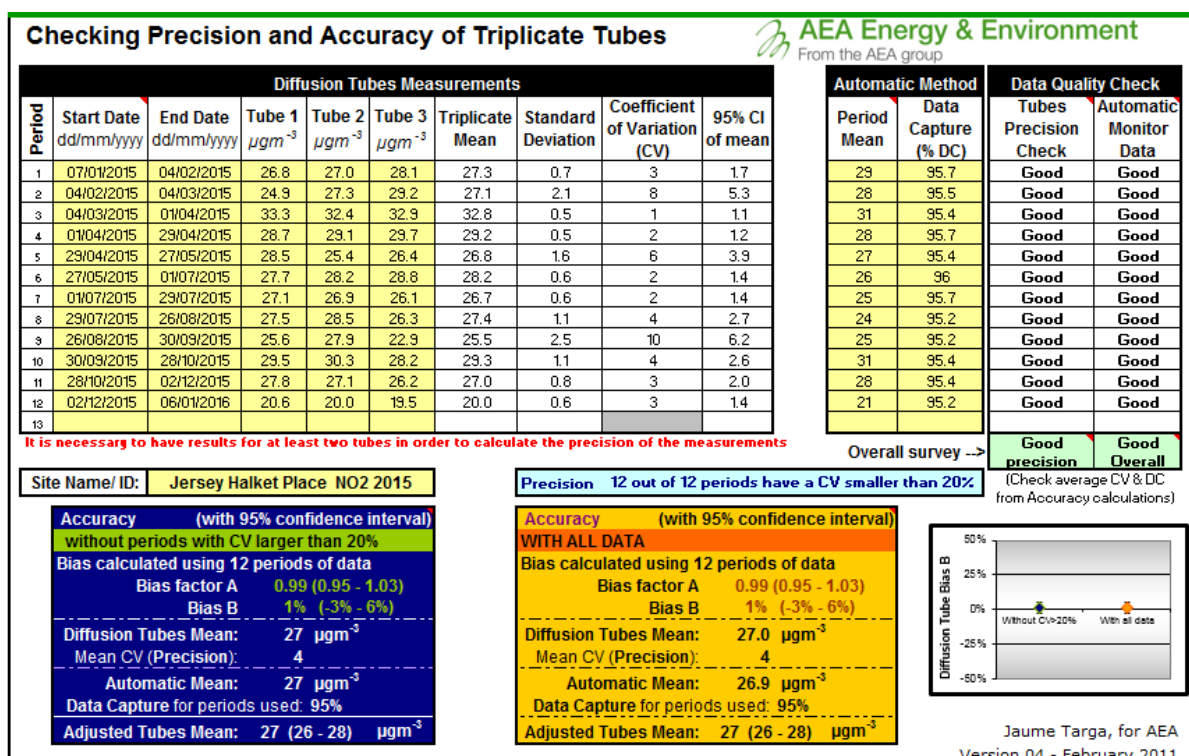 Checking Precision and Accuracy of Triplicate Tubes
AEA Energy & Environment
From the AEA group
Diffusion Tubes Measurements
Automatic Method
Data Quality Check
Period Start Date dd/mm/yyyy End Date dd/mm/yyyy Tube 1 µgm-3 Tube 2 µgm-3 Tube 3 µgm-3 Triplicate Mean Standard Deviation Coefficient of Variation (CV) 95% CI of mean Period Mean Data Capture (% DC) Tubes Precision Check Automatic Monitor Data
1 07/01/2015 04/02/2015 26.8 27.0 28.1 27.3 0.7 3 1.7 29 95.7 Good Good
2 04/02/2015 04/03/2015 24.9 27.3 29.2 27.1 2.1 8 5.3 28 95.5 Good Good
3 04/03/2015 01/04/2015 33.3 32.4 32.9 32.8 0.5 1 1.1 31 95.4 Good Good
4 01/04/2015 29/04/2015 28.7 29.1 29.7 29.2 0.5 2 1.2 28 95.7 Good Good
5 29/04/2015 27/05/2015 28.5 25.4 26.4 26.8 1.6 6 3.9 27 95.4 Good Good
6 27/05/2015 01/07/2015 27.7 28.2 28.8 28.2 0.6 2 1.4 26 96 Good Good
7 01/07/2015 29/07/2015 27.1 26.9 26.1 26.7 0.6 2 1.4 25 95.7 Good Good
8 29/07/2015 26/08/2015 27.5 28.5 26.3 27.4 1.1 4 2.7 24 95.2 Good Good
9 26/08/2015 30/09/2015 25.6 27.9 22.9 25.5 2.5 10 6.2 25 95.2 Good Good
10 30/09/2015 28/10/2015 29.5 30.3 28.2 29.3 1.1 4 2.6 31 95.4 Good Good
11 28/10/2015 02/12/2015 27.8 27.1 26.2 27.0 0.8 3 2.0 28 95.4 Good Good
12 02/12/2015 06/01/2016 20.6 20.0 19.5 20.0 0.6 3 1.4 21 95.2 Good Good
13
It is necessary to have results for at least two tubes in order to calculate the precision of the measurements
Overall survey --> Good precision Good Overall
(Check average CV & DC
from Accuracy calculations)
Site Name/ ID: Jersey Halket Place NO2 2015
Precision 12 out of 12 periods have a CV smaller than 20%
Accuracy (with 95% confidence interval)
without periods with CV larger than 20%
Bias calculated using 12 periods of data
Bias factor A 0.99 (0.95 - 1.03)
Bias B 1% (-3% - 6%)
Diffusion Tubes Mean: 27 µgm-3
Mean CV (Precision): 4
Automatic Mean: 27 µgm-3
Data Capture for periods used: 95%
Adjusted Tubes Mean: 27 (26 - 28) µgm-3
Accuracy (with 95% confidence interval)
WITH ALL DATA
Bias calculated using 12 periods of data
Bias factor A 0.99 (0.95 - 1.03)
Bias B 1% (-3% - 6%)
Diffusion Tubes Mean: 27.0 µgm-3
Mean CV (Precision): 4
Automatic Mean: 26.9 µgm-3
Data Capture for periods used: 95%
Adjusted Tubes Mean: 27 (26 - 28) µgm-3
Diffusion Tube Bias B
50%
25%
0%
-25%
-50%
Without CV>20% With all data
Jaume Targa, for AEA
Version 04 - February 2011